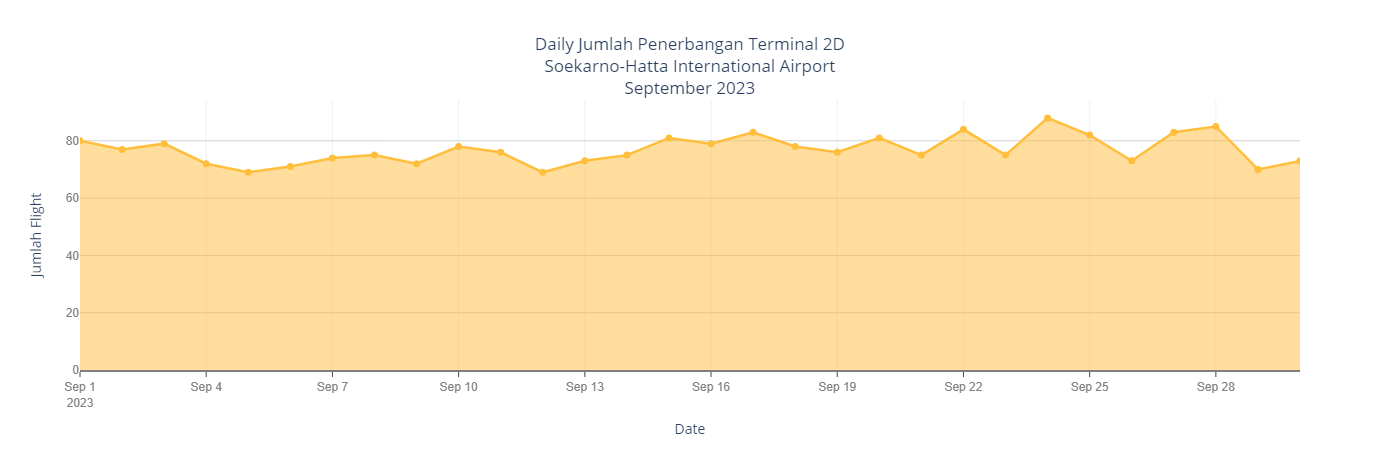 Daily Jumlah Penerbangan Terminal 2D
Soekarno-Hatta International Airport
September 2023
Jumlah Flight
80
60
40
20
0
Sep 1
2023
Sep 4
Sep 7
Sep 10
Sep 13
Sep 16
Sep 19
Sep 22
Sep 25
Sep 28
Date